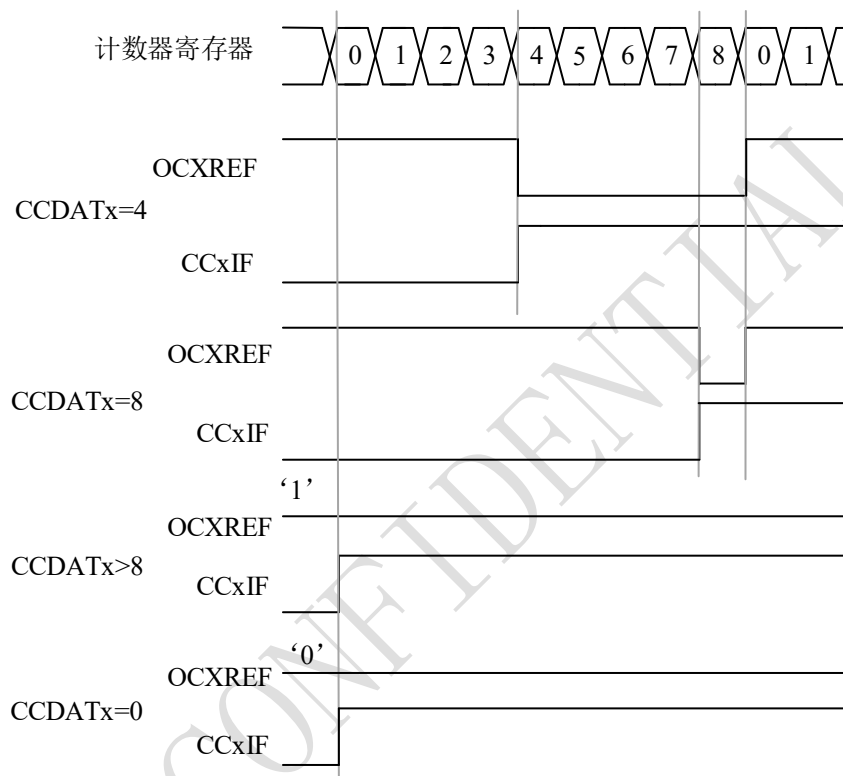 计数器寄存器 0 1 2 3 4 5 6 7 8 0 1
OCXREF
CCDATx=4
CCxIF
OCXREF
CCDATx=8
CCxIF
‘1’
OCXREF
CCDATx>8
CCxIF
‘0’
OCXREF
CCDATx=0
CCxIF
CONFIDENTIAL